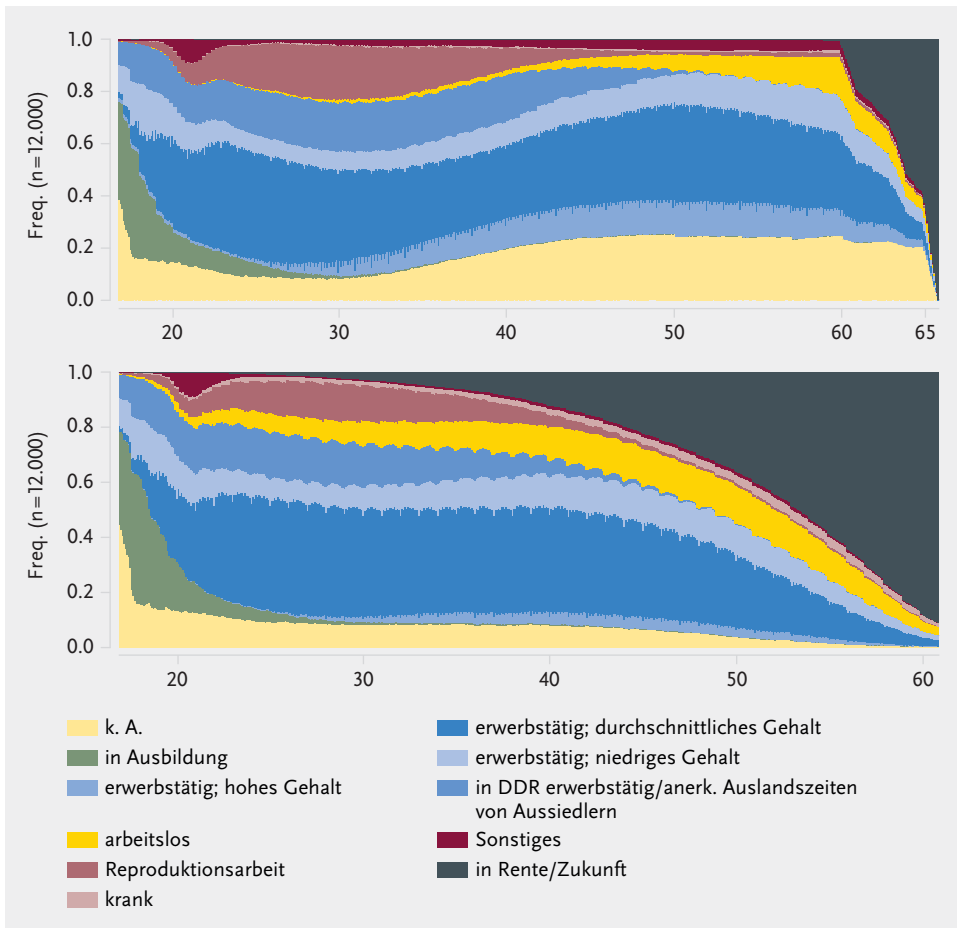 1.0
0.8
0.6
0.4
0.2
0.0
Freq. (n=12.000)
20 30 40 50 60 65
1.0
0.8
0.6
0.4
0.2
0.0
Freq. (n=12.000)
20 30 40 50 60
k. A.
in Ausbildung
erwerbstätig; hohes Gehalt
arbeitslos
Reproduktionsarbeit
krank
erwerbstätig; durchschnittliches Gehalt
erwerbstätig; niedriges Gehalt
in DDR erwerbstätig/anerk. Auslandszeiten
von Aussiedlern
Sonstiges
in Rente/Zukunft